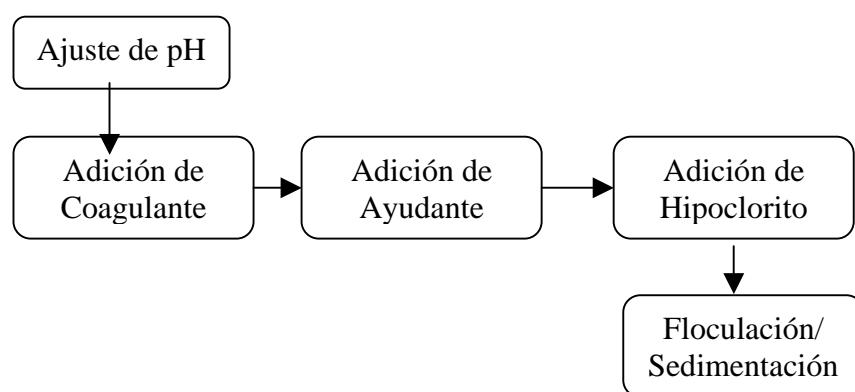 Ajuste de pH
Adición de
Coagulante
Adición de
Ayudante
Adición de
Hipoclorito
Floculación/
Sedimentación